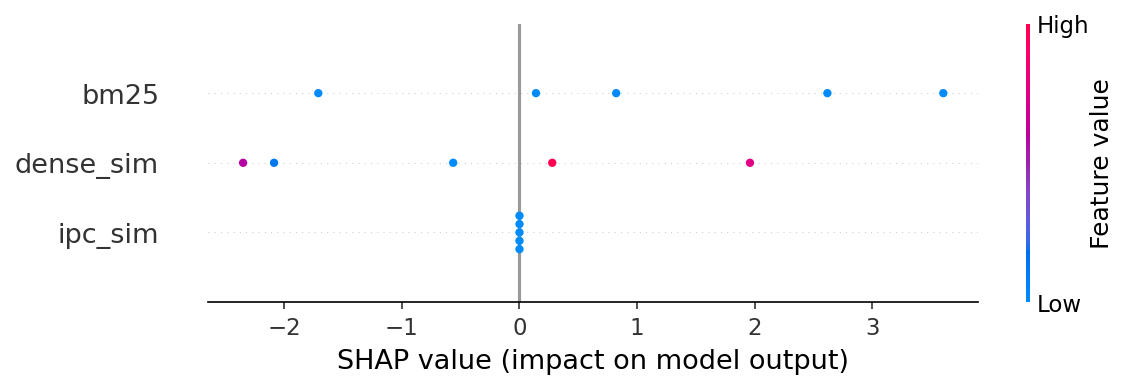 High
bm25
dense_sim
ipc_sim
Feature value
Low
−2 −1 0 1 2 3
SHAP value (impact on model output)